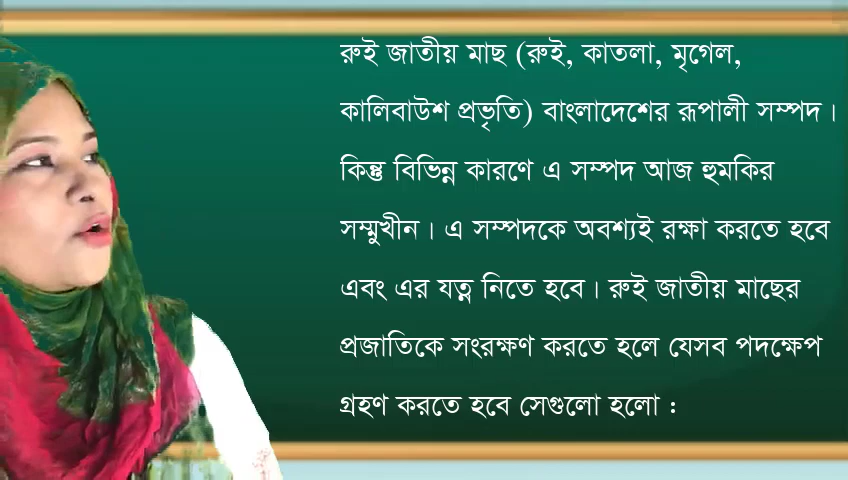 রুই জাতীয় মাছ (রুই, কাতলা, মৃগেল,
কালিবাউশ প্রভৃতি) বাংলাদেশের রূপালী সম্পদ।
কিন্তু বিভিন্ন কারণে এ সম্পদ আজ হুমকির
সম্মুখীন। এ সম্পদকে অবশ্যই রক্ষা করতে হবে
এবং এর যত্ন নিতে হবে। রুই জাতীয় মাছের
প্রজাতিকে সংরক্ষণ করতে হলে যেসব পদক্ষেপ
গ্রহণ করতে হবে সেগুলো হলো :